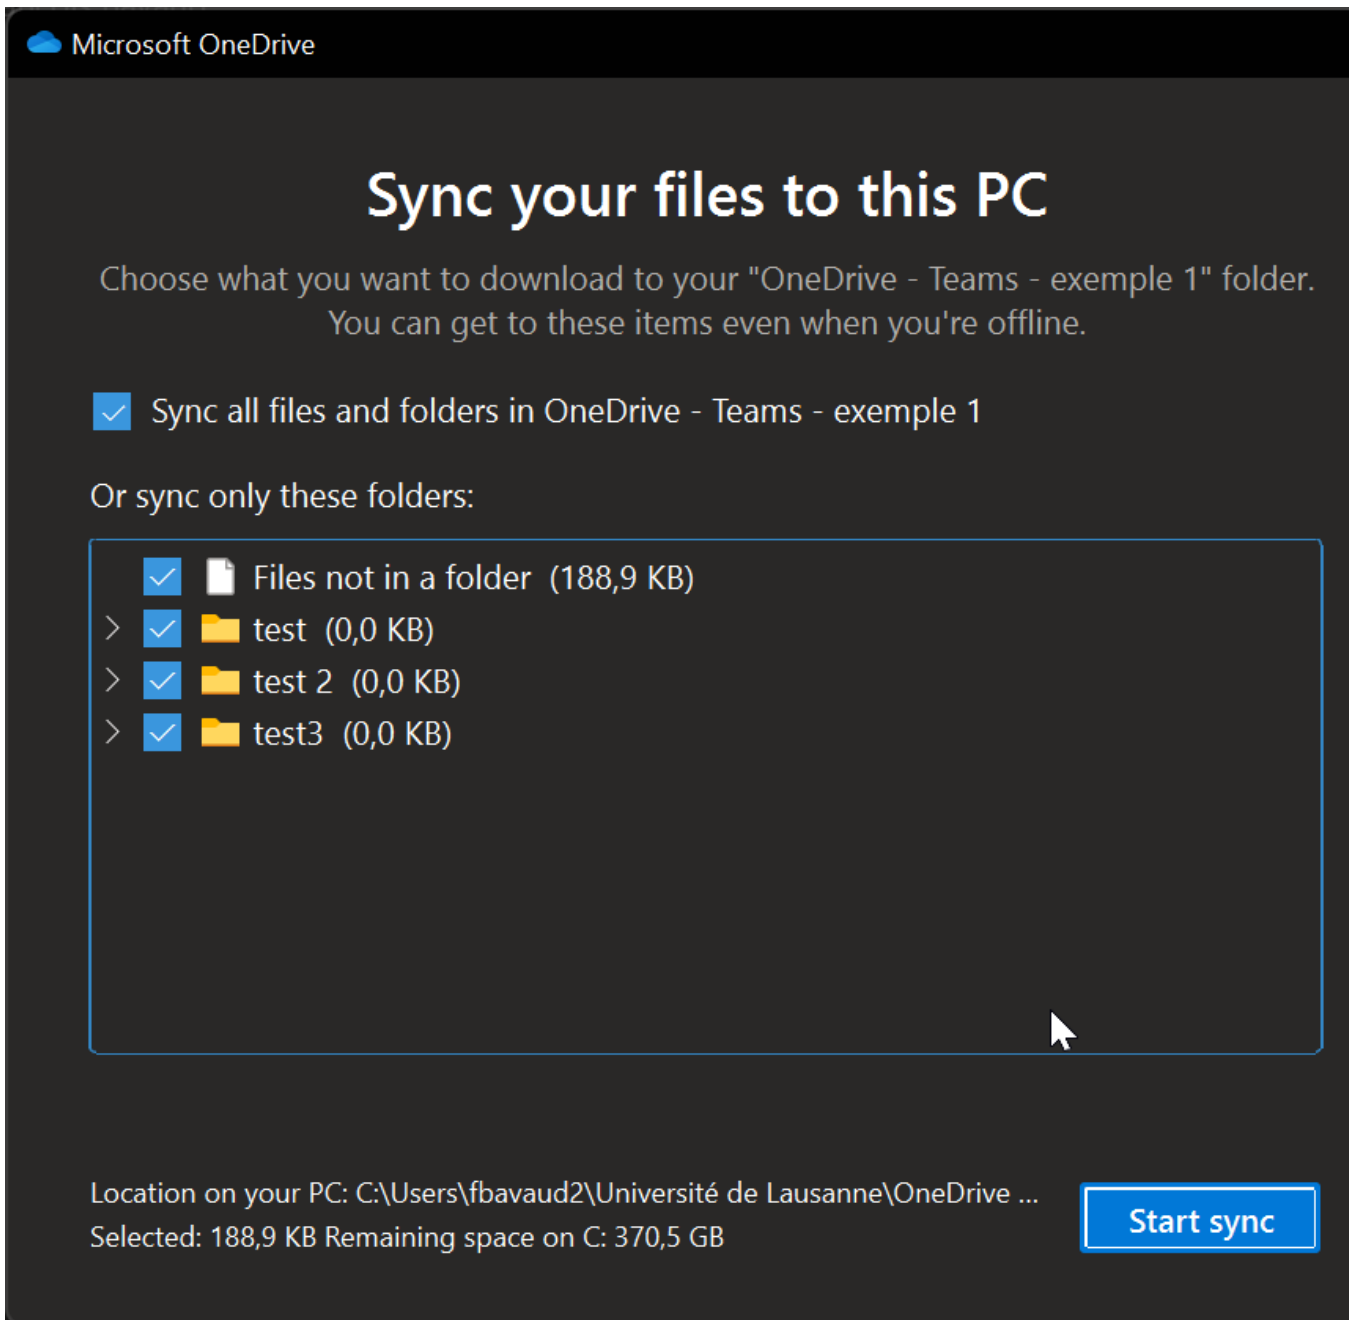 Microsoft OneDrive
Sync your files to this PC
Choose what you want to download to your "OneDrive - Teams - exemple 1" folder.
You can get to these items even when you're offline.
Sync all files and folders in OneDrive - Teams - exemple 1
Or sync only these folders:
Files not in a folder (188,9 KB)
test (0,0 KB)
test 2 (0,0 KB)
test3 (0,0 KB)
Location on your PC: C:\Users\fbavaud2\Université de Lausanne\OneDrive ...
Selected: 188,9 KB Remaining space on C: 370,5 GB
Start sync